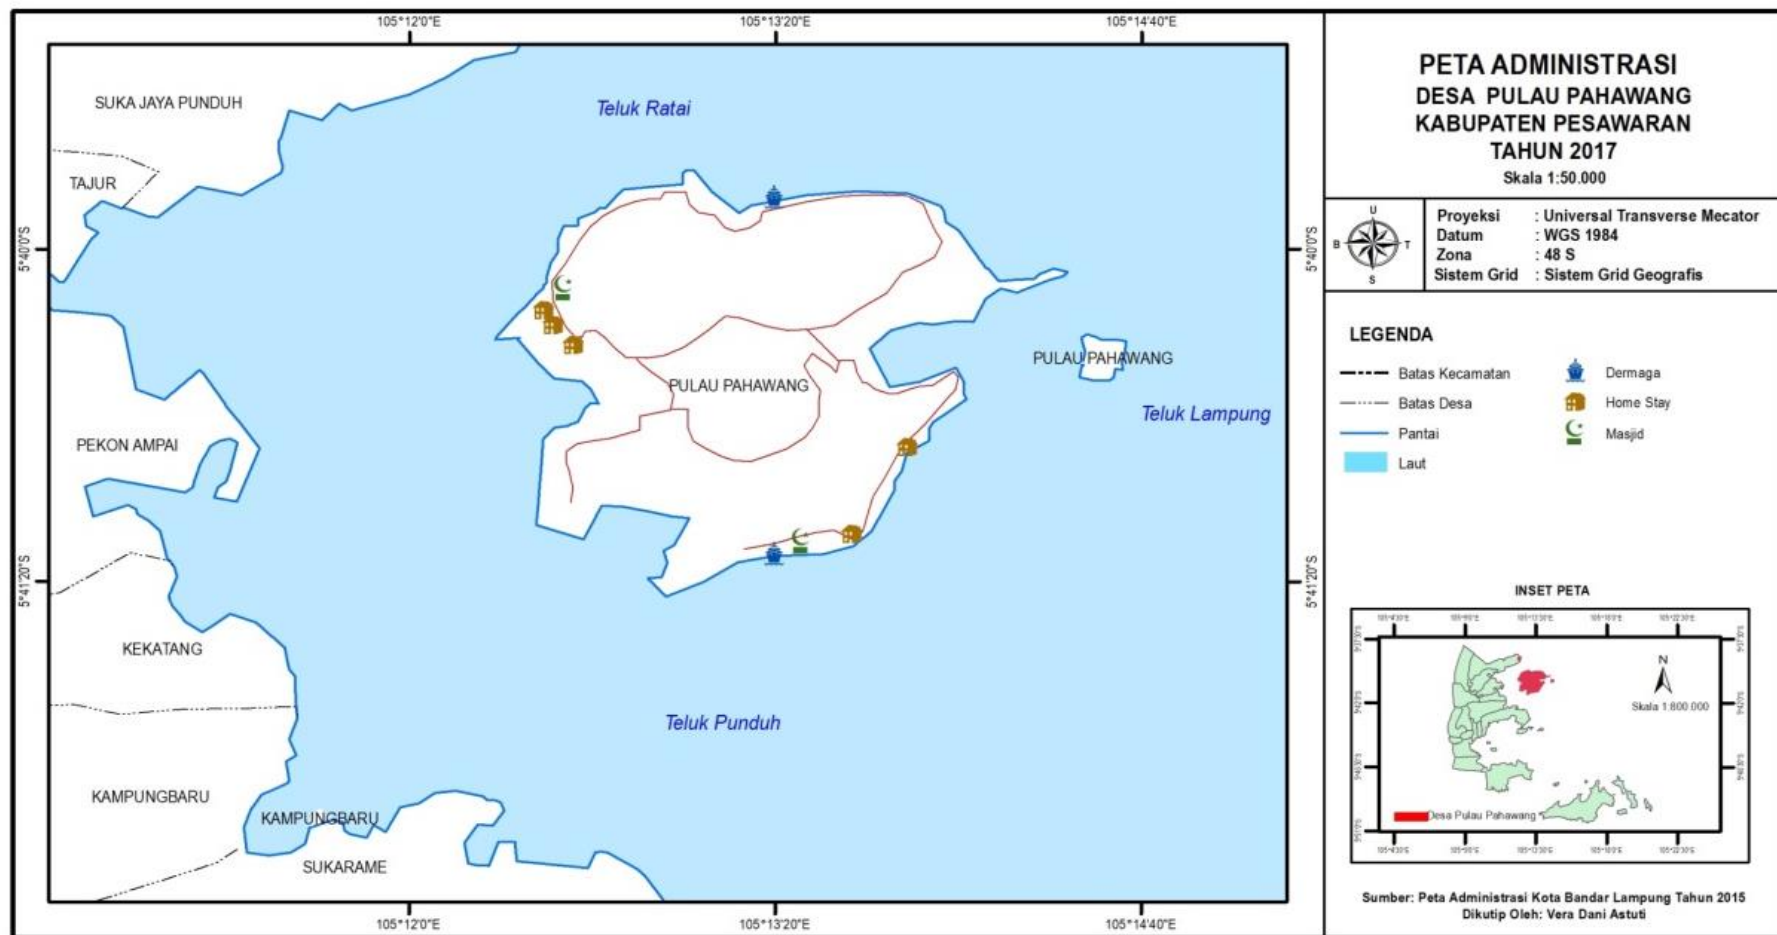 105°12'0"E 105°13'20"E 105°14'40"E
SUKA JAYA PUNDUH
Teluk Ratai
TAJUR
5°40'0"S 5°40'0"S
PULAU PAHAWANG
PULAU PAHAWANG
Teluk Lampung
PEKON AMPAI
5°41'20"S 5°41'20"S
KEKATANG
Teluk Punduh
KAMPUNGBARU
KAMPUNGBARU
SUKARAME
105°12'0"E 105°13'20"E 105°14'40"E
PETA ADMINISTRASI
DESA PULAU PAHAWANG
KABUPATEN PESAWARAN
TAHUN 2017
Skala 1:50.000
U
B T
S
Proyeksi : Universal Transverse Mecator
Datum : WGS 1984
Zona : 48 S
Sistem Grid : Sistem Grid Geografis
LEGENDA
Batas Kecamatan Dermaga
Batas Desa Home Stay
Pantai Masjid
Laut
INSET PETA
N
Skala 1:800.000
Desa Pulau Pahawang
Sumber: Peta Administrasi Kota Bandar Lampung Tahun 2015
Dikutip Oleh: Vera Dani Astuti